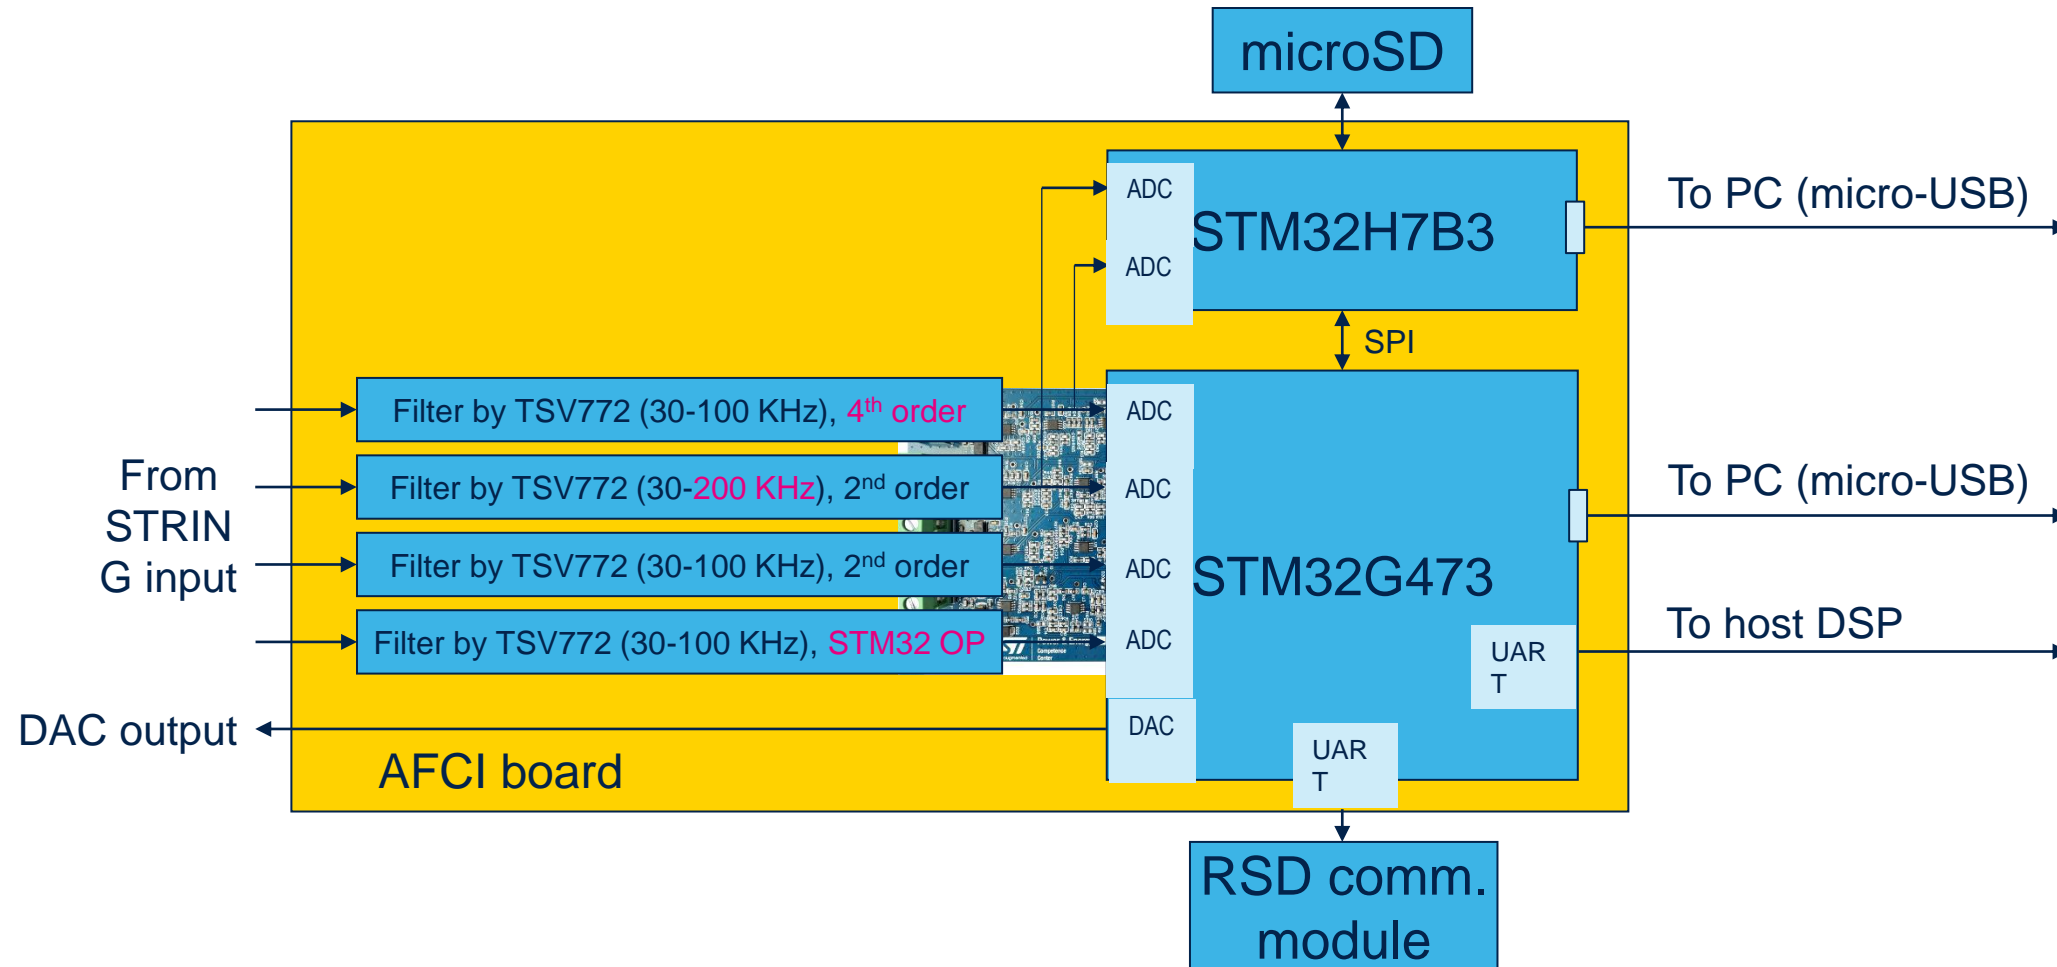 microSD
ADC
STM32H7B3
To PC (micro-USB)
ADC
SPI
Filter by TSV772 (30-100 KHz), 4th order
ADC
From
STRIN
G input
Filter by TSV772 (30-200 KHz), 2nd order
ADC
To PC (micro-USB)
Filter by TSV772 (30-100 KHz), 2nd order
ADC
STM32G473
Filter by TSV772 (30-100 KHz), STM32 OP
ADC
To host DSP
UAR
T
DAC output
DAC
UAR
T
AFCI board
RSD comm.
module
Competence
Center